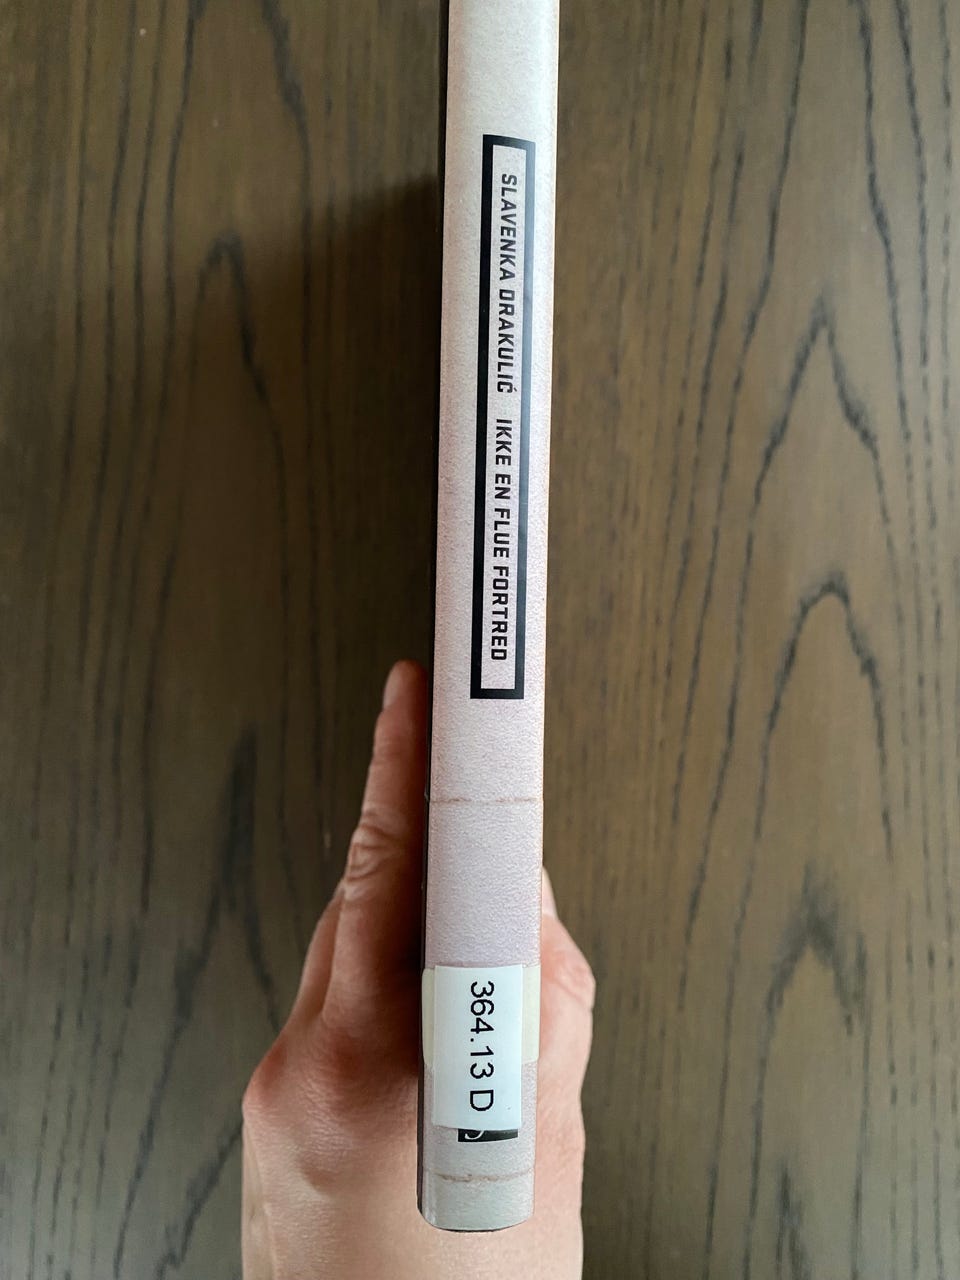 SLAVENKA DRAKULIĆ IKKE EN FLUE FORTRED
364.13 D